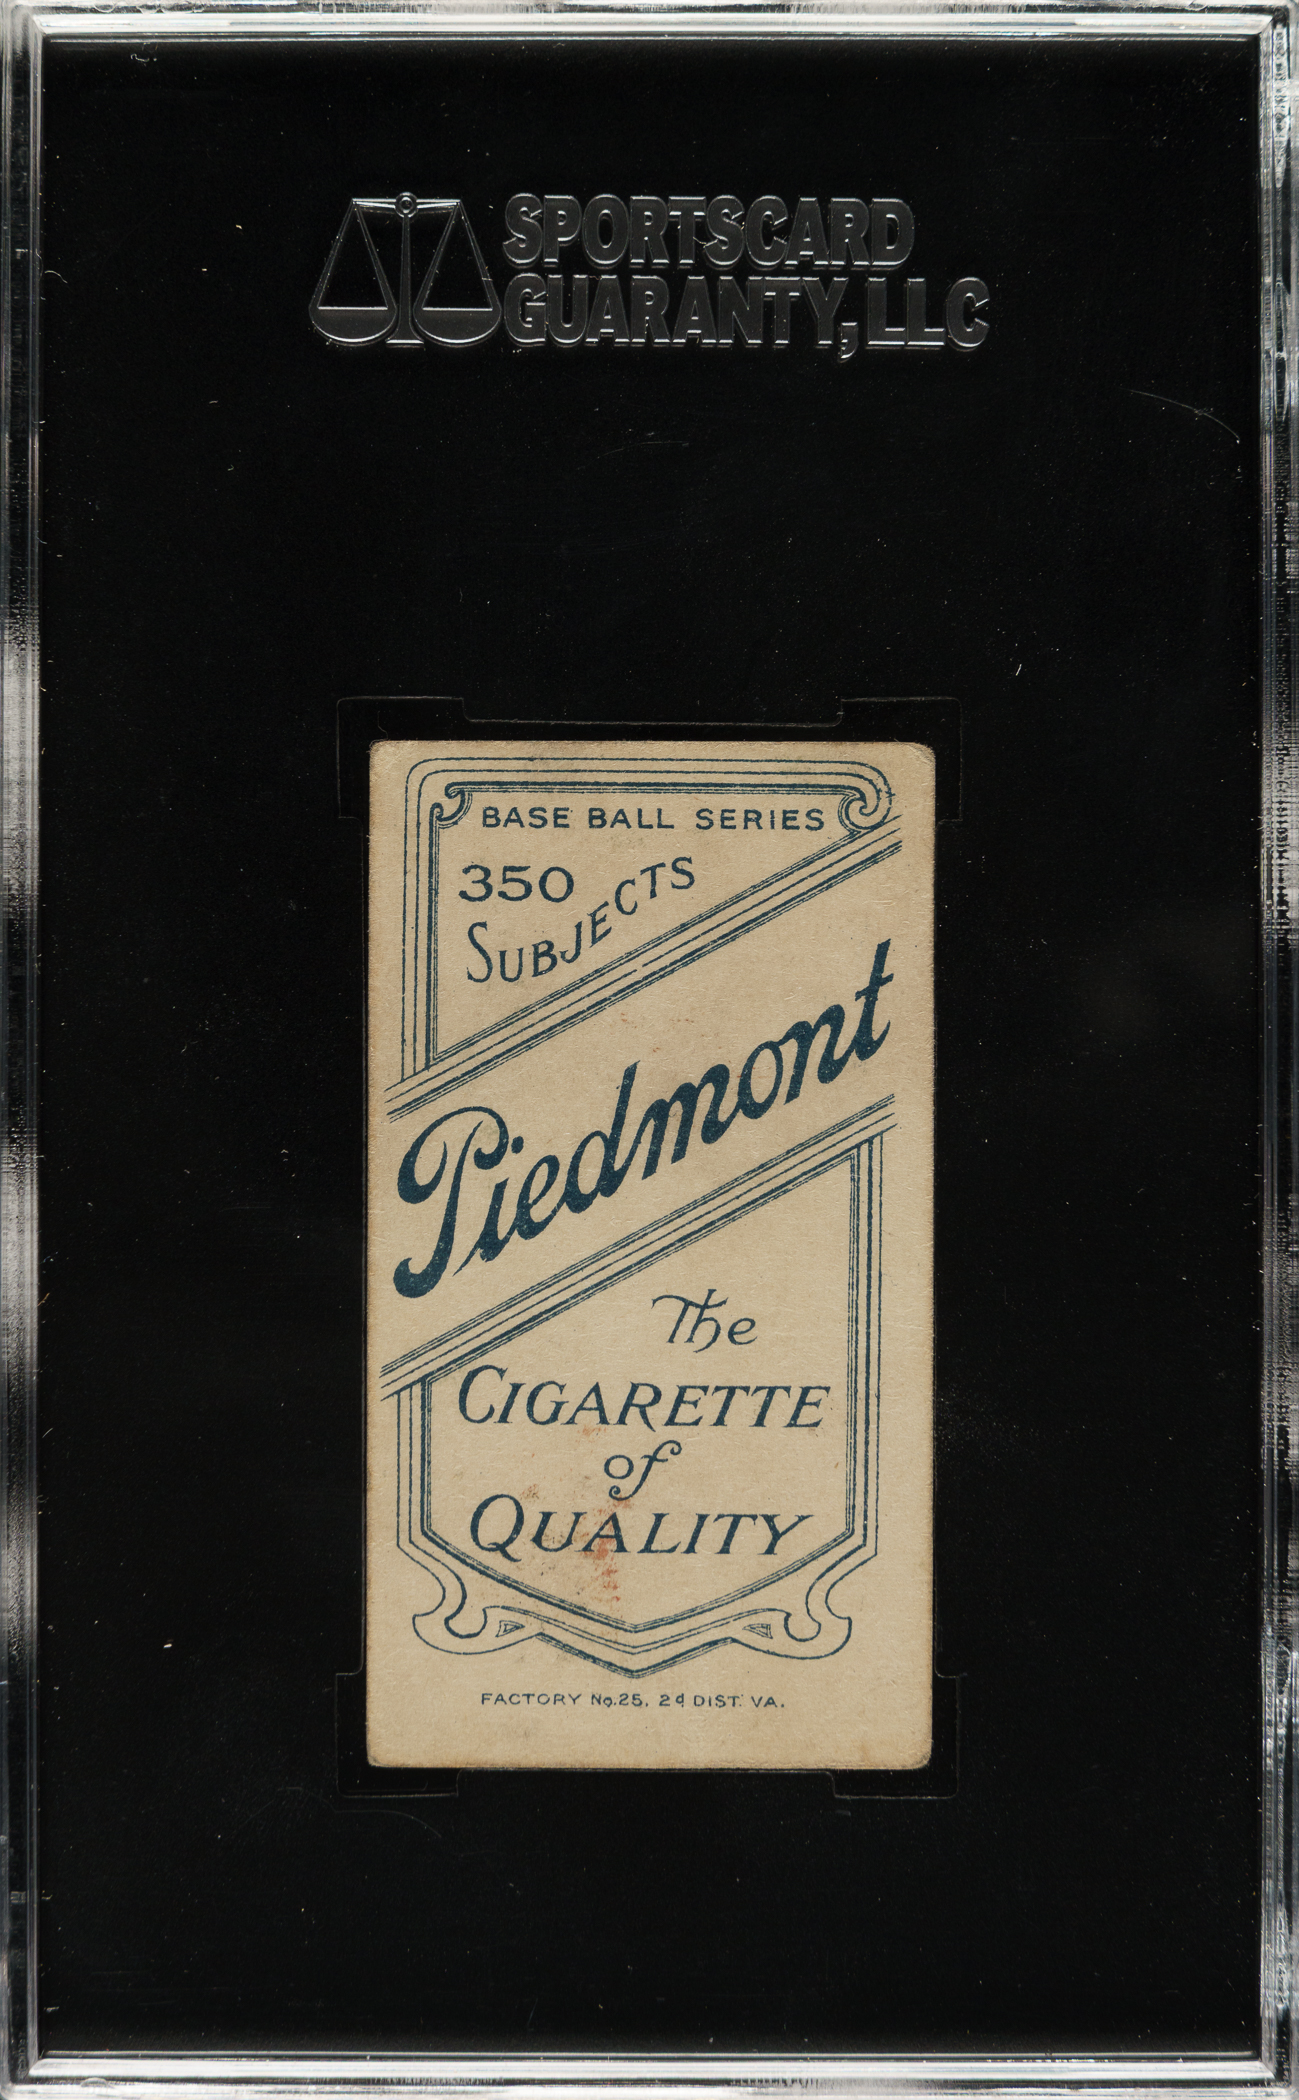 SPORTSCARD
GUARANTY, LLC
BASE BALL SERIES
350
SUBJECTS
Piedmont
The
CIGARETTE
of
QUALITY
FACTORY No. 25, 2d DIST. VA.